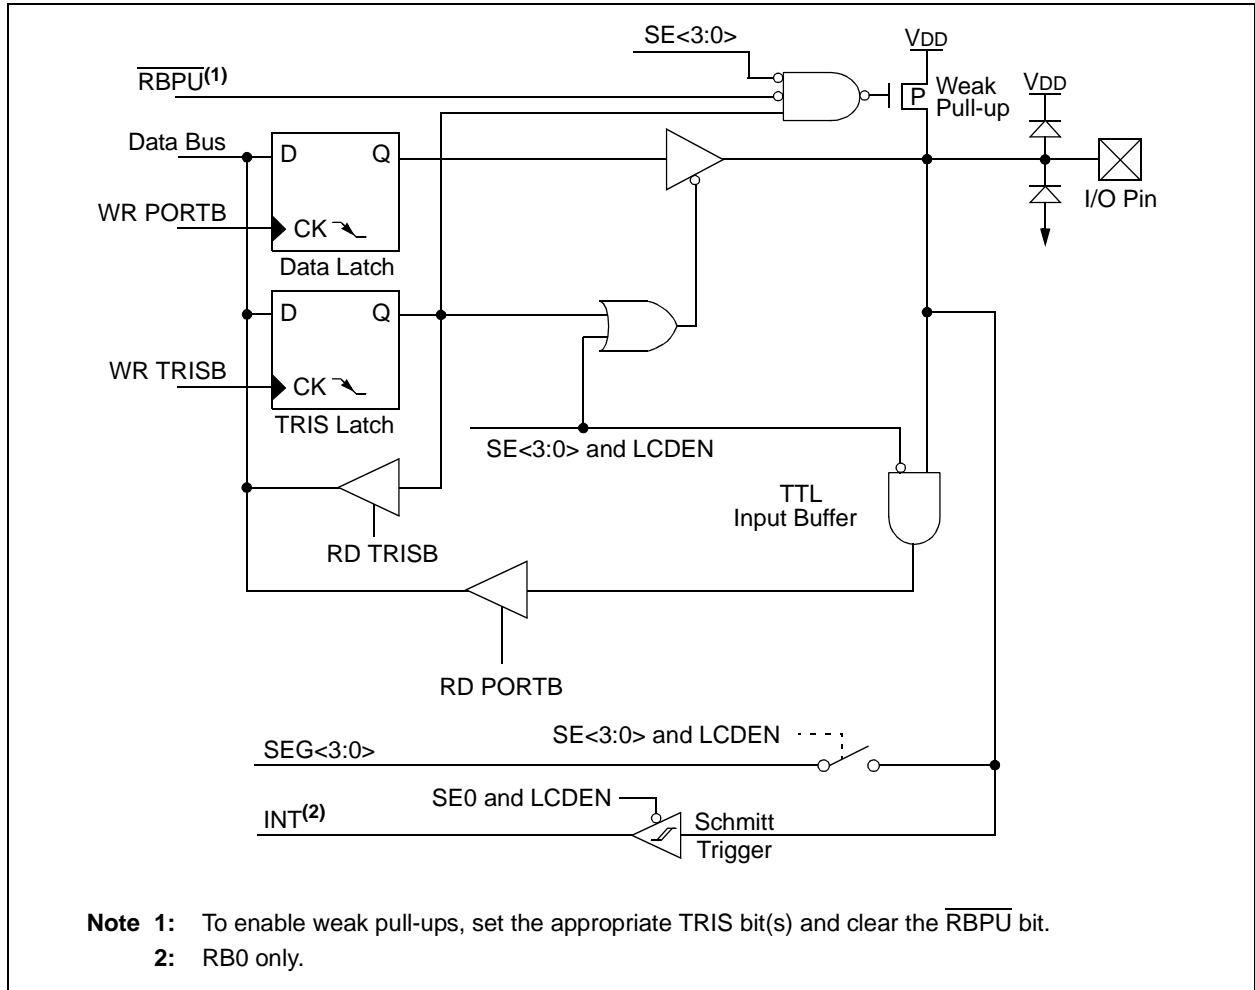 SE<3:0>
VDD
RBPU(1)
P
Weak
Pull-up
VDD
Data Bus
D
Q
I/O Pin
WR PORTB
CK
Data Latch
D
Q
WR TRISB
CK
TRIS Latch
SE<3:0> and LCDEN
TTL
Input Buffer
RD TRISB
RD PORTB
SE<3:0> and LCDEN
SEG<3:0>
SE0 and LCDEN
INT(2)
Schmitt
Trigger
Note 1: To enable weak pull-ups, set the appropriate TRIS bit(s) and clear the RBPU bit.
2: RB0 only.